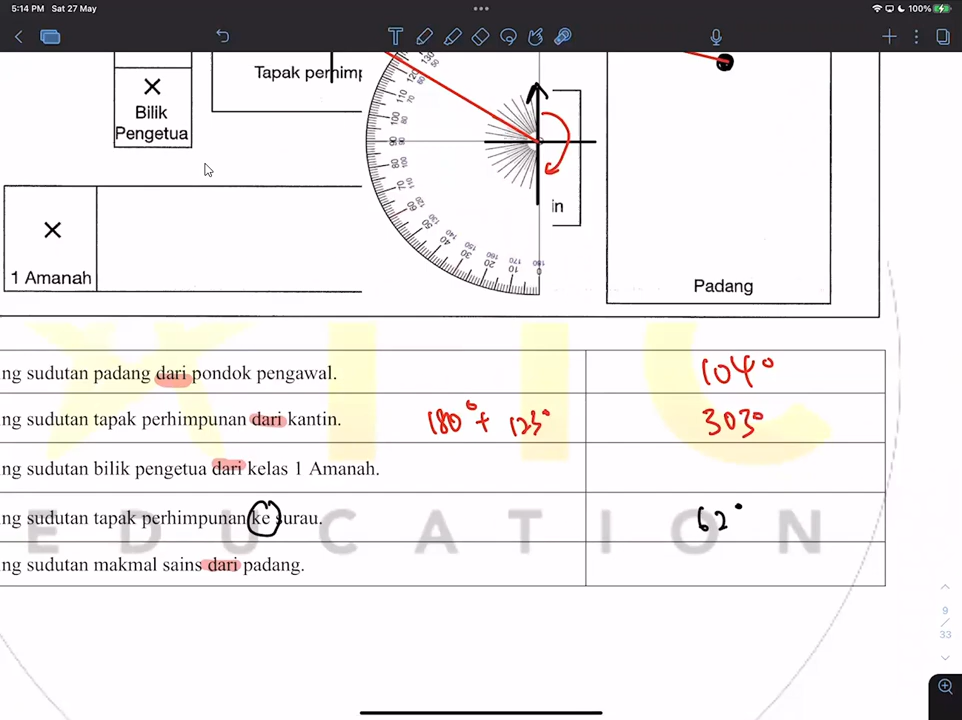 5:14 PM Sat 27 May
100%
Tapak perhimp
Bilik
Pengetua
in
1 Amanah
Padang
ng sudutan padang dari pondok pengawal. 104°
ng sudutan tapak perhimpunan dari kantin. 180° + 123° 303°
ng sudutan bilik pengetua dari kelas 1 Amanah.
ng sudutan tapak perhimpunan ke surau. 62°
ng sudutan makmal sains dari padang.
EDUCATION
9
/
33